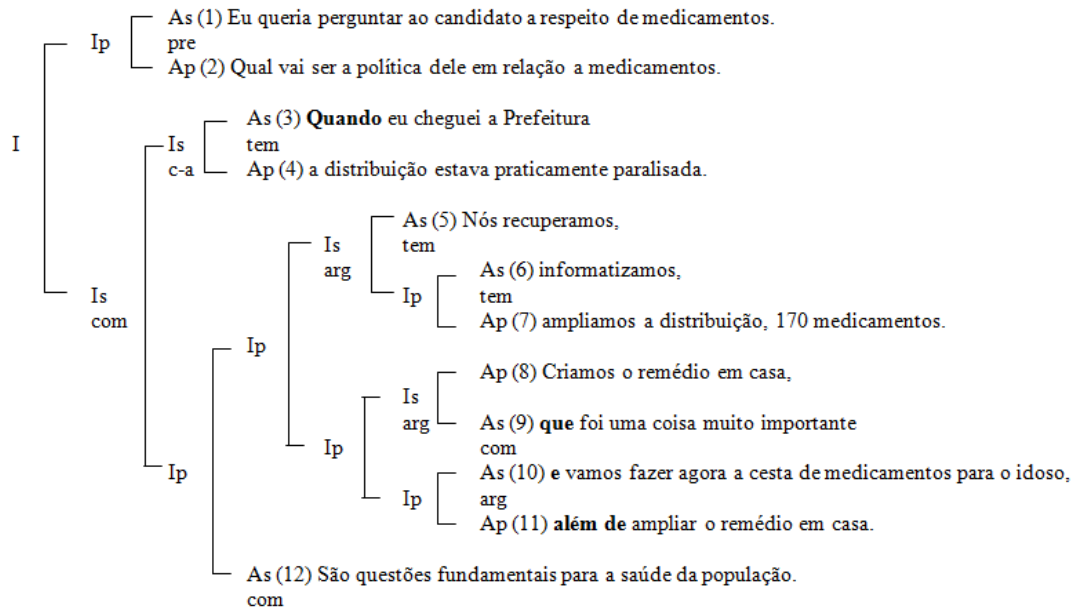 As (1) Eu queria perguntar ao candidato a respeito de medicamentos.
Ip
pre
Ap (2) Qual vai ser a política dele em relação a medicamentos.
As (3) Quando eu cheguei a Prefeitura
I
Is
tem
c-a
Ap (4) a distribuição estava praticamente paralisada.
As (5) Nós recuperamos,
Is
tem
arg
As (6) informatizamos,
Is
Ip
tem
com
Ap (7) ampliamos a distribuição, 170 medicamentos.
Ip
Ap (8) Criamos o remédio em casa,
Is
arg
As (9) que foi uma coisa muito importante
Ip
com
Ip
As (10) e vamos fazer agora a cesta de medicamentos para o idoso,
Ip
arg
Ap (11) além de ampliar o remédio em casa.
As (12) São questões fundamentais para a saúde da população.
com